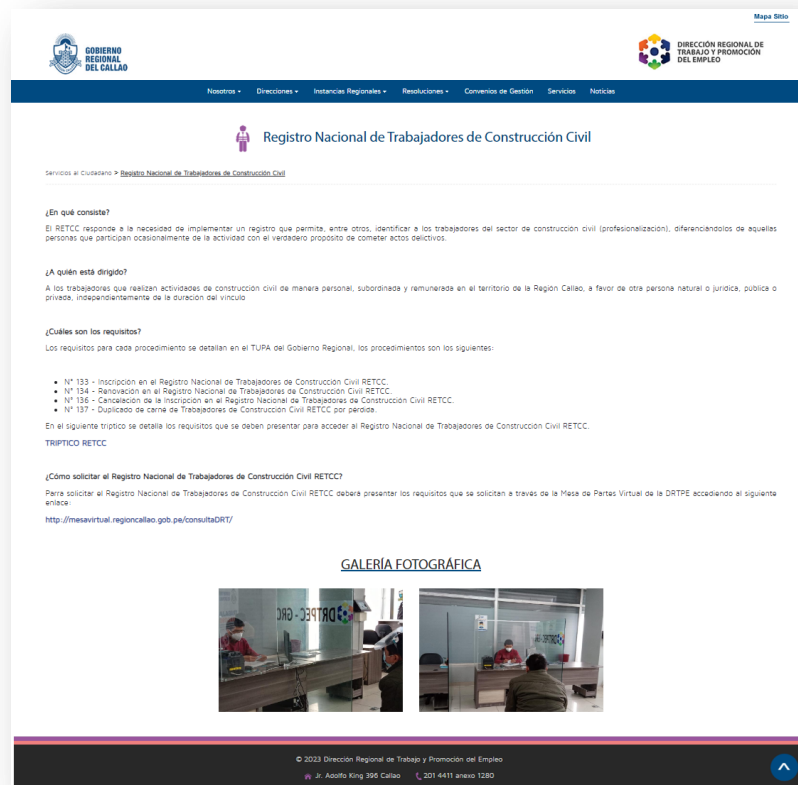 Mapa Sitio
GOBIERNO
REGIONAL
DEL CALLAO
DIRECCIÓN REGIONAL DE
TRABAJO Y PROMOCIÓN
DEL EMPLEO
Nosotros Direcciones Instancias Regionales Resoluciones Convenios de Gestión Servicios Noticias
Registro Nacional de Trabajadores de Construcción Civil
Servicios al Ciudadano > Registro Nacional de Trabajadores de Construcción Civil
¿En qué consiste?
El RETCC responde a la necesidad de implementar un registro que permita, entre otros, identificar a los trabajadores del sector de construcción civil (profesionalización), diferenciándolos de aquellas
personas que participan ocasionalmente de la actividad con el verdadero propósito de cometer actos delictivos.
¿A quién está dirigido?
A los trabajadores que realizan actividades de construcción civil de manera personal, subordinada y remunerada en el territorio de la Región Callao, a favor de otra persona natural o jurídica, pública o
privada, independientemente de la duración del vínculo
¿Cuáles son los requisitos?
Los requisitos para cada procedimiento se detallan en el TUPA del Gobierno Regional, los procedimientos son los siguientes:
• N° 133 - Inscripción en el Registro Nacional de Trabajadores de Construcción Civil RETCC.
• N° 134 - Renovación en el Registro Nacional de Trabajadores de Construcción Civil RETCC.
• N° 136 - Cancelación de la Inscripción en el Registro Nacional de Trabajadores de Construcción Civil RETCC.
• N° 137 - Duplicado de carné de Trabajadores de Construcción Civil RETCC por pérdida.
En el siguiente tríptico se detalla los requisitos que se deben presentar para acceder al Registro Nacional de Trabajadores de Construcción Civil RETCC.
TRIPTICO RETCC
¿Cómo solicitar el Registro Nacional de Trabajadores de Construcción Civil RETCC?
Parra solicitar el Registro Nacional de Trabajadores de Construcción Civil RETCC deberá presentar los requisitos que se solicitan a través de la Mesa de Partes Virtual de la DRTPE accediendo al siguiente
enlace:
http://mesavirtual.regioncallao.gob.pe/consultaDRT/
GALERÍA FOTOGRÁFICA
DRTPEC - GRC
© 2023 Dirección Regional de Trabajo y Promoción del Empleo
Jr. Adolfo King 396 Callao 201 4411 anexo 1280